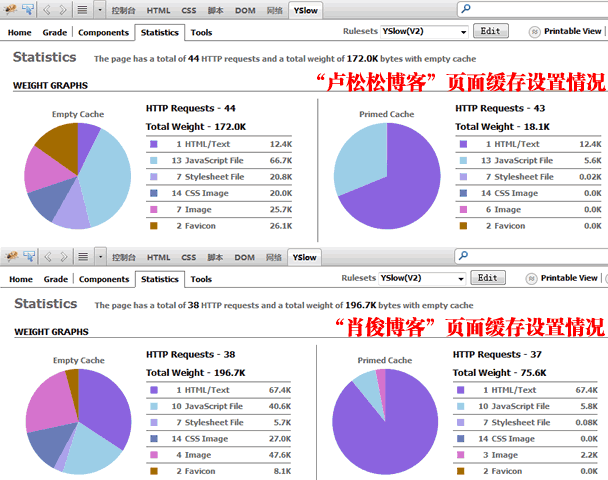 控制台 HTML CSS 脚本 DOM 网络 YSlow
Home Grade Components Statistics Tools Rulesets YSlow(V2) Edit Printable View
Statistics The page has a total of 44 HTTP requests and a total weight of 172.0K bytes with empty cache
“卢松松博客”页面缓存设置情况
WEIGHT GRAPHS
Empty Cache
HTTP Requests - 44
Total Weight - 172.0K
1 HTML/Text 12.4K
13 JavaScript File 66.7K
7 Stylesheet File 20.8K
14 CSS Image 20.0K
7 Image 25.7K
2 Favicon 26.1K
Primed Cache
HTTP Requests - 43
Total Weight - 18.1K
1 HTML/Text 12.4K
13 JavaScript File 5.6K
7 Stylesheet File 0.02K
14 CSS Image 0.0K
6 Image 0.0K
2 Favicon 0.0K
控制台 HTML CSS 脚本 DOM 网络 YSlow
Home Grade Components Statistics Tools Rulesets YSlow(V2) Edit Printable View
Statistics The page has a total of 38 HTTP requests and a total weight of 196.7K bytes with empty cache
“肖俊博客”页面缓存设置情况
WEIGHT GRAPHS
Empty Cache
HTTP Requests - 38
Total Weight - 196.7K
1 HTML/Text 67.4K
10 JavaScript File 40.6K
7 Stylesheet File 5.7K
14 CSS Image 27.0K
4 Image 47.6K
2 Favicon 8.1K
Primed Cache
HTTP Requests - 37
Total Weight - 75.6K
1 HTML/Text 67.4K
10 JavaScript File 5.8K
7 Stylesheet File 0.08K
14 CSS Image 0.0K
3 Image 2.2K
2 Favicon 0.0K